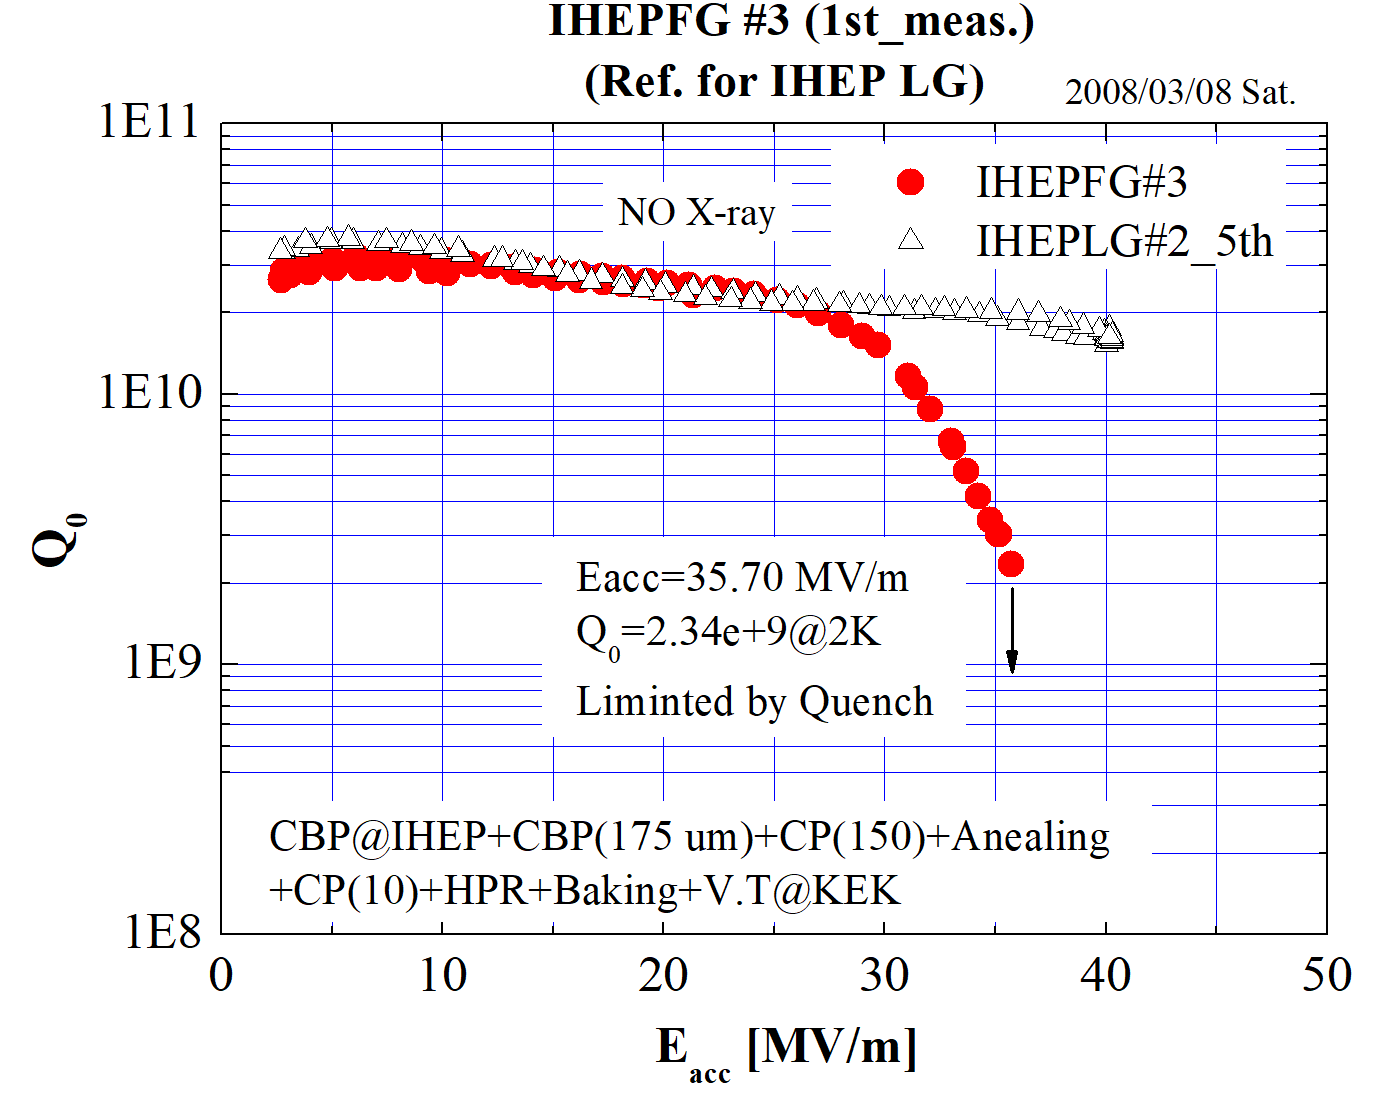 IHEPFG #3 (1st_meas.)
(Ref. for IHEP LG)
2008/03/08 Sat.
1E11
IHEPFG#3
NO X-ray
IHEPLG#2_5th
1E10
Q0
Eacc=35.70 MV/m
Q0=2.34e+9@2K
1E9
Liminted by Quench
CBP@IHEP+CBP(175 um)+CP(150)+Anealing
+CP(10)+HPR+Baking+V.T@KEK
1E8
0 10 20 30 40 50
Eacc [MV/m]